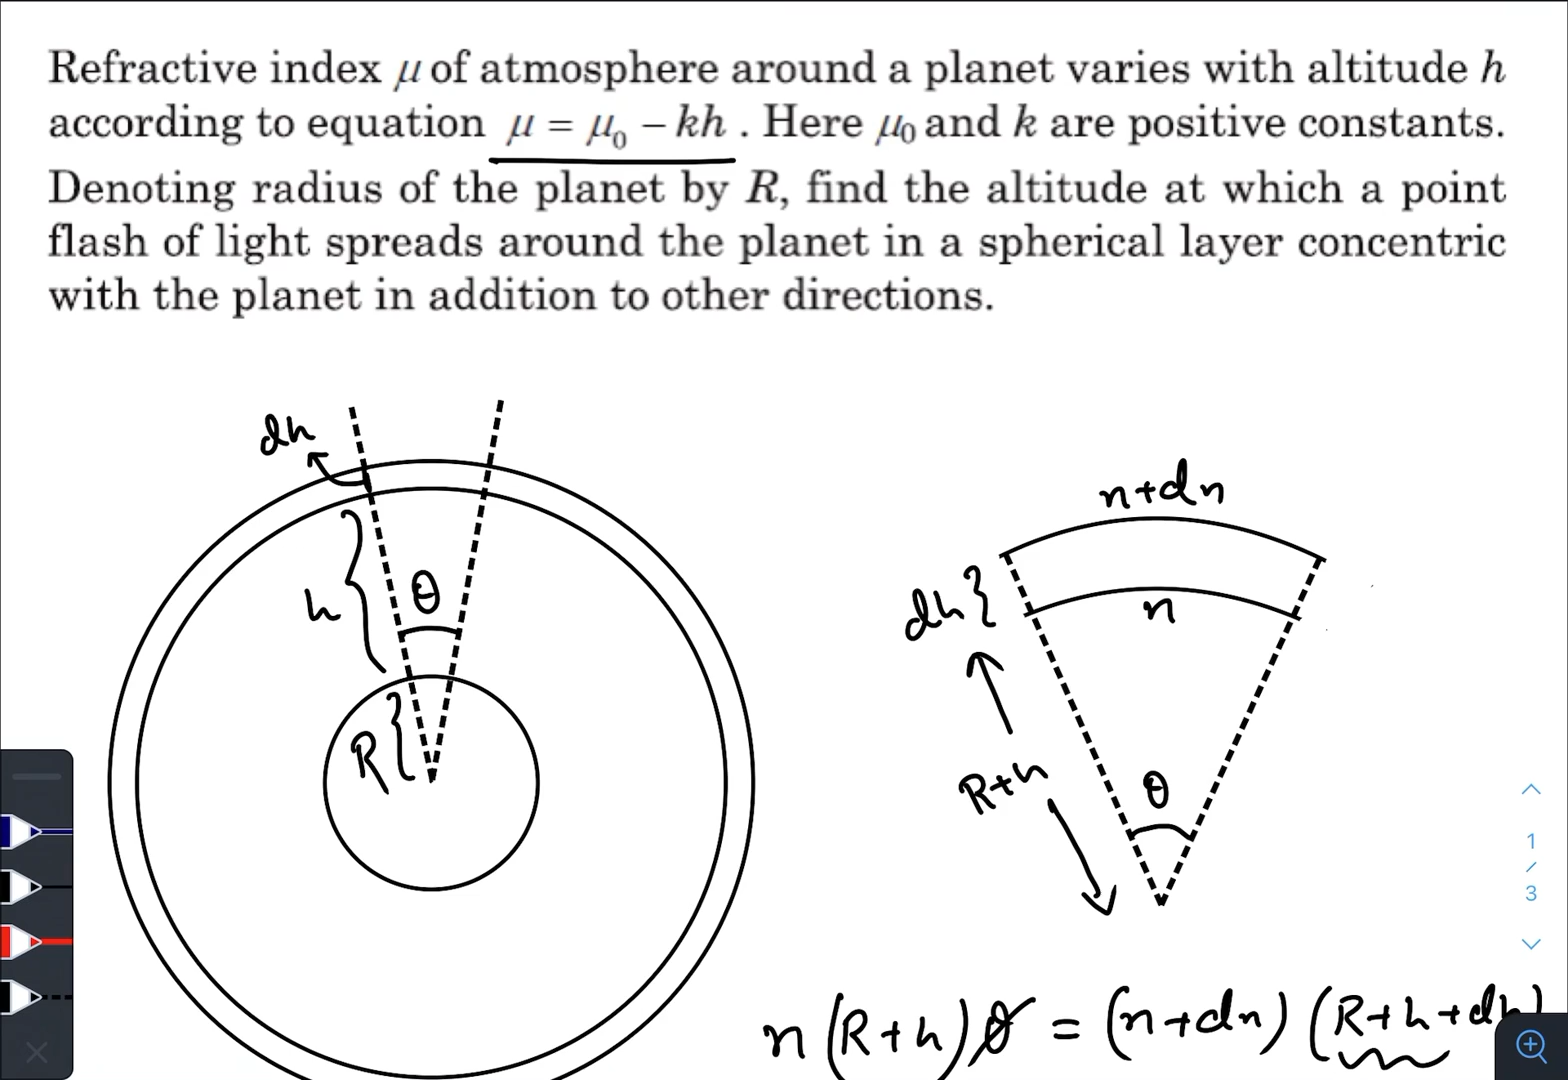 Refractive index μ of atmosphere around a planet varies with altitude h
according to equation μ = μ₀ – kh . Here μ₀ and k are positive constants.
Denoting radius of the planet by R, find the altitude at which a point
flash of light spreads around the planet in a spherical layer concentric
with the planet in addition to other directions.
dh
h
θ
R
n+dn
dh
n
R+h
θ
n(R+h)θ = (n+dn)(R+h+dh)
1
/
3